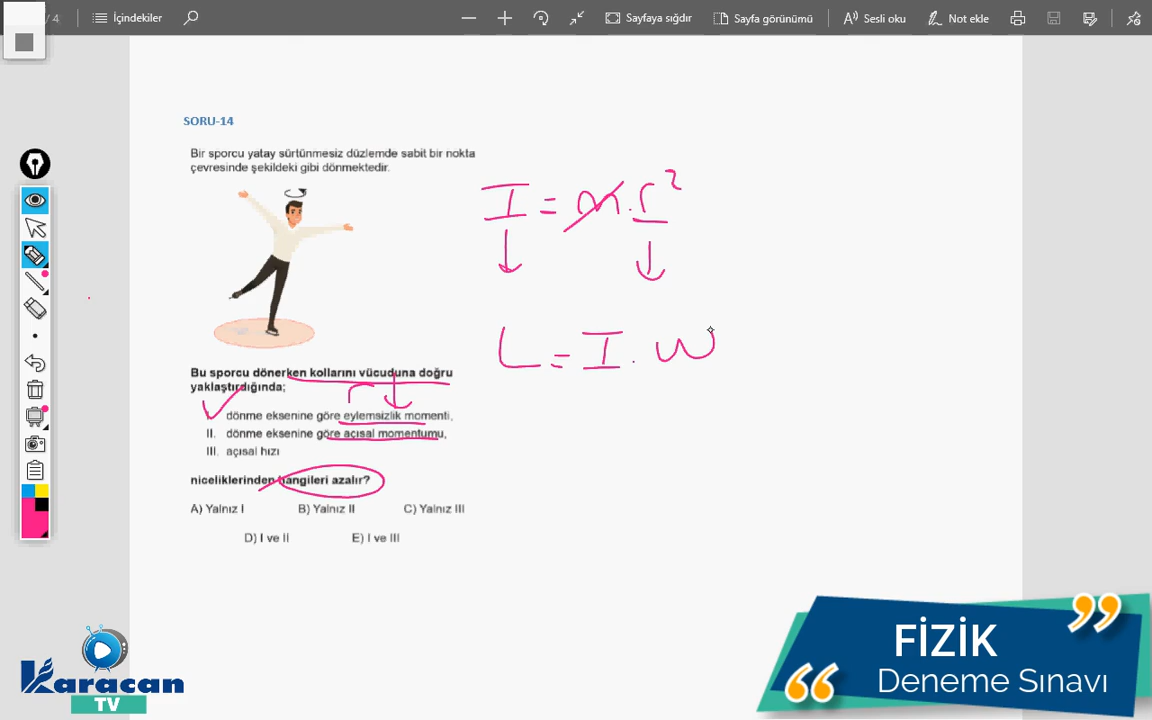 / 4
İçindekiler
Sayfaya sığdır
Sayfa görünümü
Sesli oku
Not ekle
SORU-14
Bir sporcu yatay sürtünmesiz düzlemde sabit bir nokta
çevresinde şekildeki gibi dönmektedir.
I = m.r²
L = I. W
Bu sporcu dönerken kollarını vücuduna doğru
yaklaştırdığında;
dönme eksenine göre eylemsizlik momenti,
II. dönme eksenine göre açısal momentumu,
III. açısal hızı
niceliklerinden hangileri azalır?
A) Yalnız I B) Yalnız II C) Yalnız III
D) I ve II E) I ve III
Karacan
TV
FİZİK
Deneme Sınavı